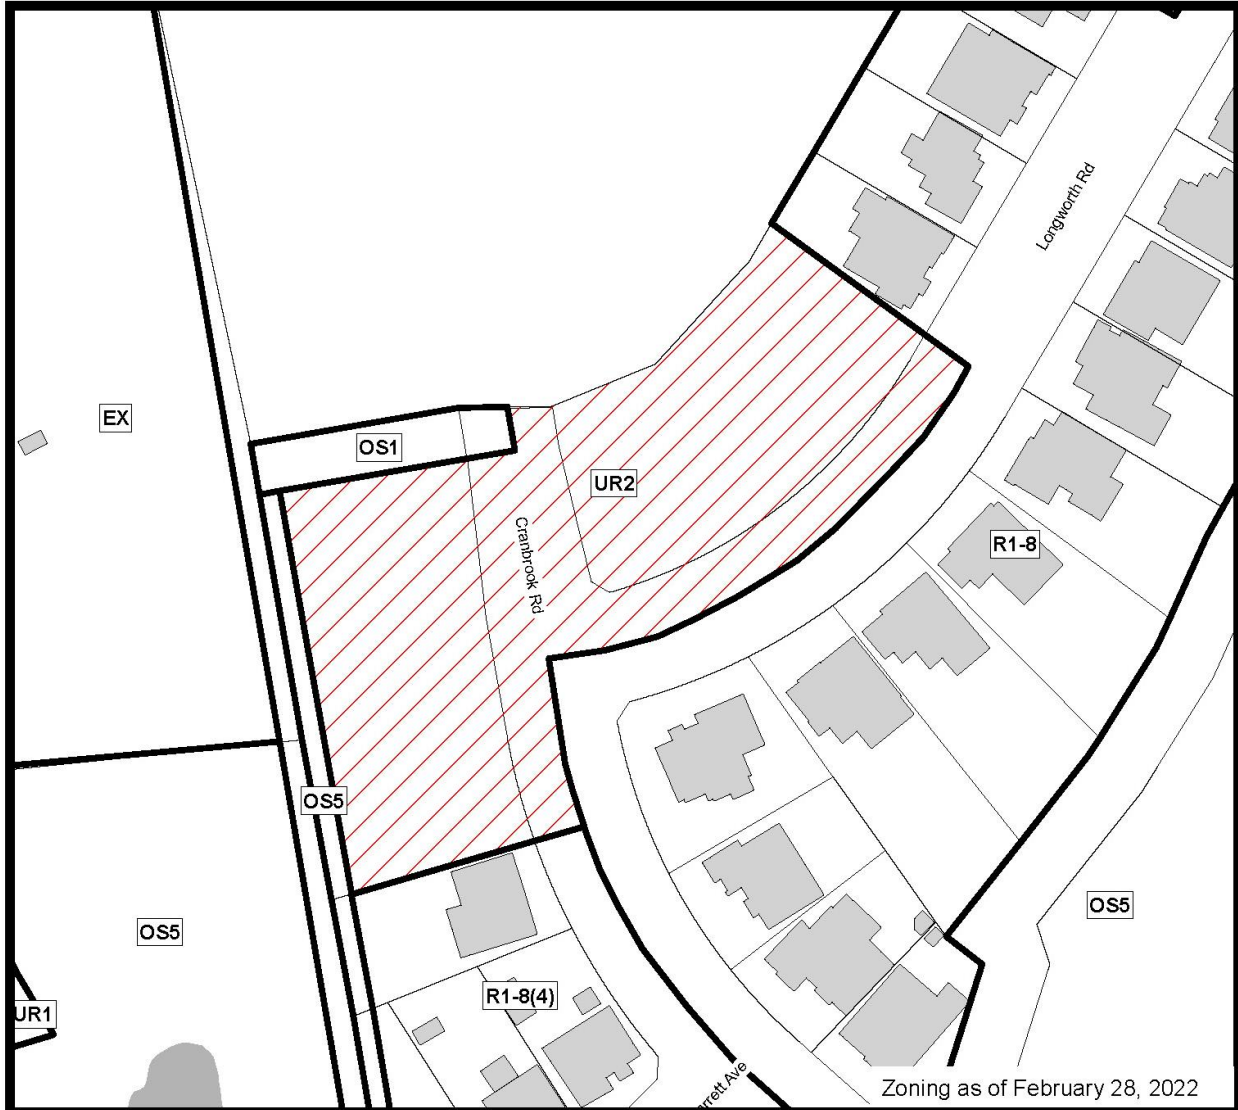 Longworth Rd
EX
OS1
UR2
Cranbrook Rd
R1-8
OS5
OS5
OS5
R1-8(4)
UR1
Ave
Zoning as of February 28, 2022